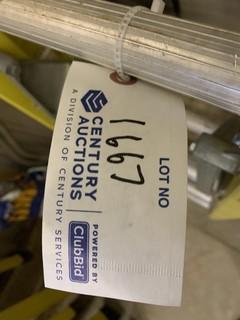 LOT NO
1667
CENTURY
AUCTIONS
A DIVISION OF CENTURY SERVICES
POWERED BY
ClubBid